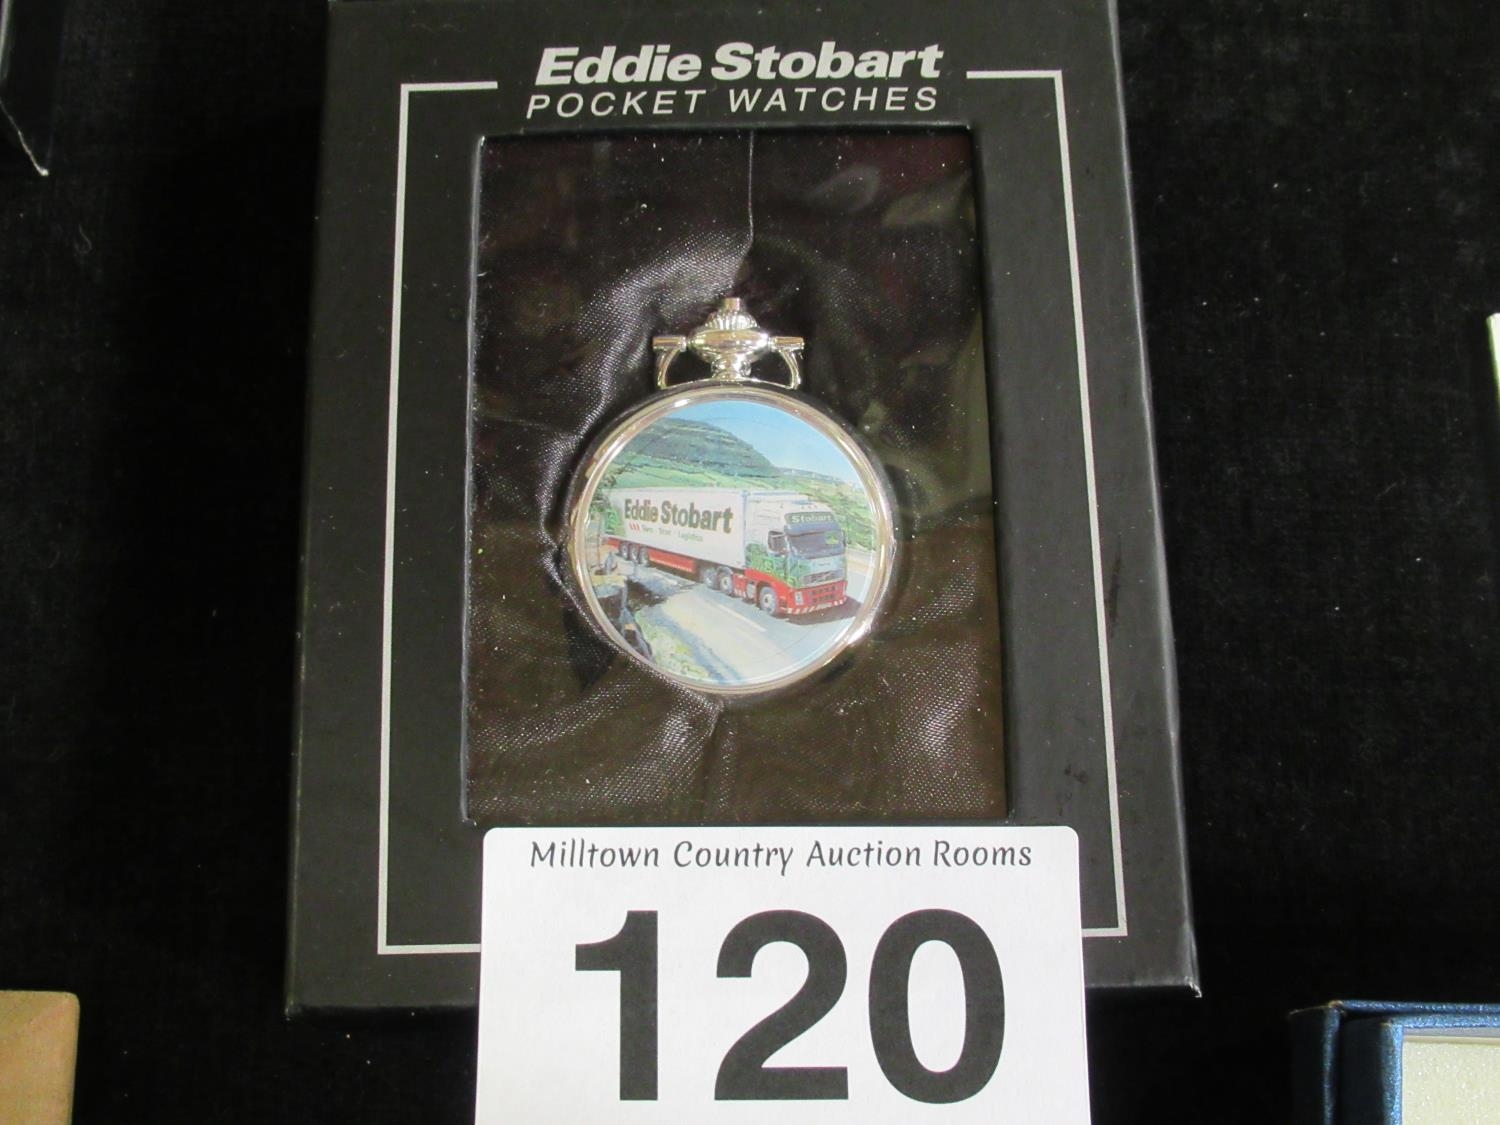 Eddie Stobart
POCKET WATCHES
Eddie Stobart
Stobart
Milltown Country Auction Rooms
120